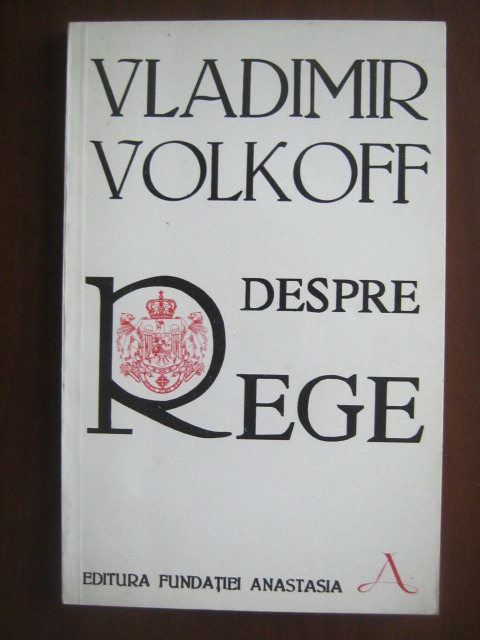 VLADIMIR
VOLKOFF
DESPRE
REGE
EDITURA FUNDAȚIEI ANASTASIA A